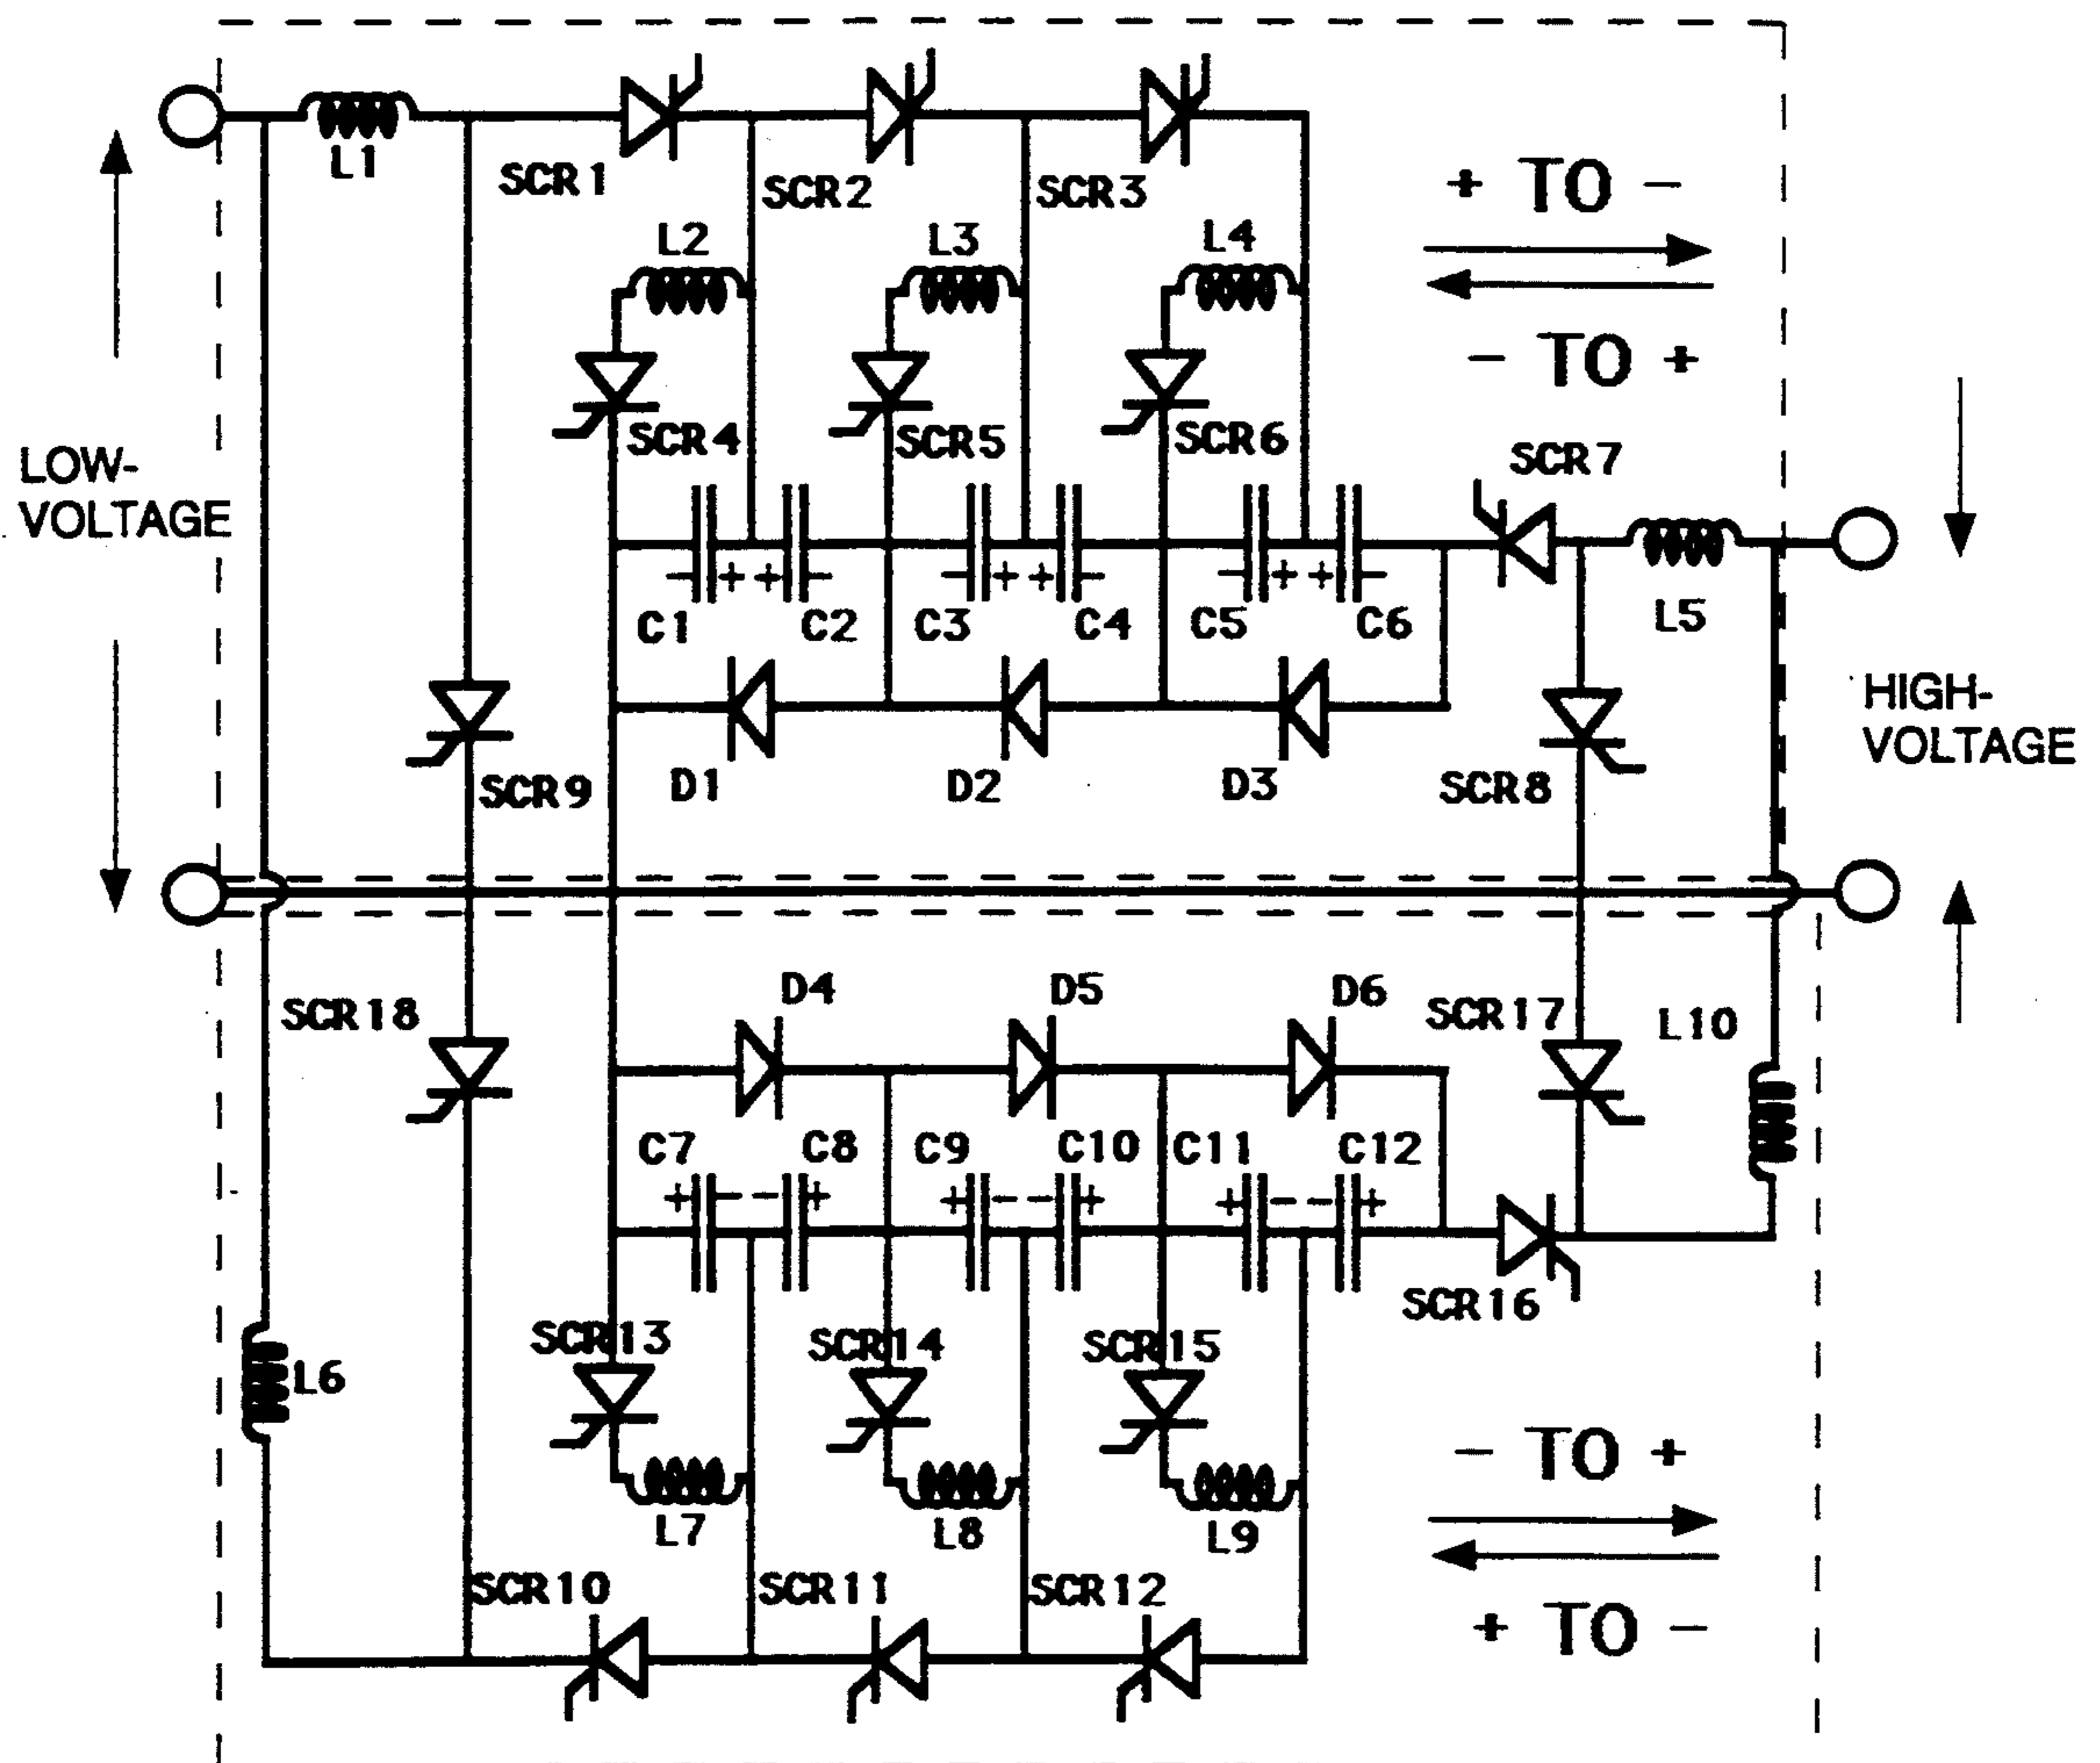 L1
SCR1
SCR2
SCR3
+ TO −
L2
L3
L4
− TO +
SCR4
SCR5
SCR6
SCR7
LOW-
VOLTAGE
− + + −
− + + −
− + + −
C1
C2
C3
C4
C5
C6
L5
HIGH-
VOLTAGE
SCR9
D1
D2
D3
SCR8
D4
D5
D6
SCR18
SCR17
L10
C7
C8
C9
C10
C11
C12
+ − − +
+ − − +
+ − − +
SCR16
SCR13
SCR14
SCR15
L6
− TO +
L7
L8
L9
SCR10
SCR11
SCR12
+ TO −